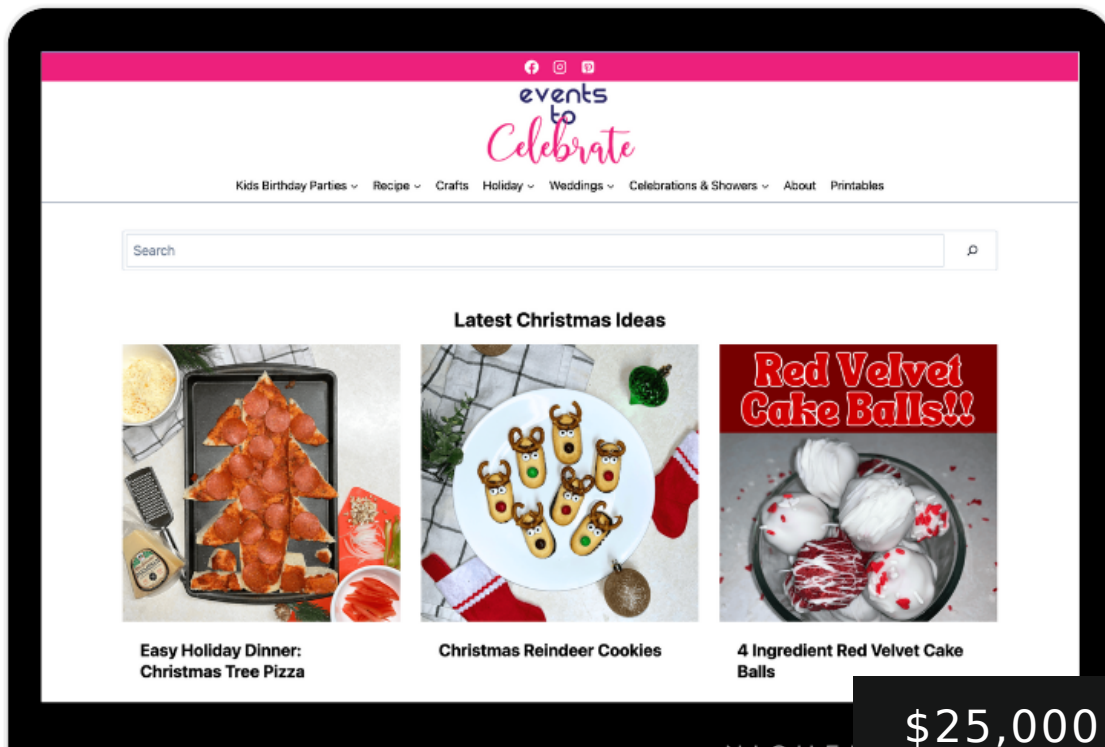 events
to
Celebrate
Kids Birthday Parties Recipe Crafts Holiday Weddings Celebrations & Showers About Printables
Search
Latest Christmas Ideas
Red Velvet
Cake Balls!!
Easy Holiday Dinner:
Christmas Tree Pizza
Christmas Reindeer Cookies
4 Ingredient Red Velvet Cake
Balls
$25,000